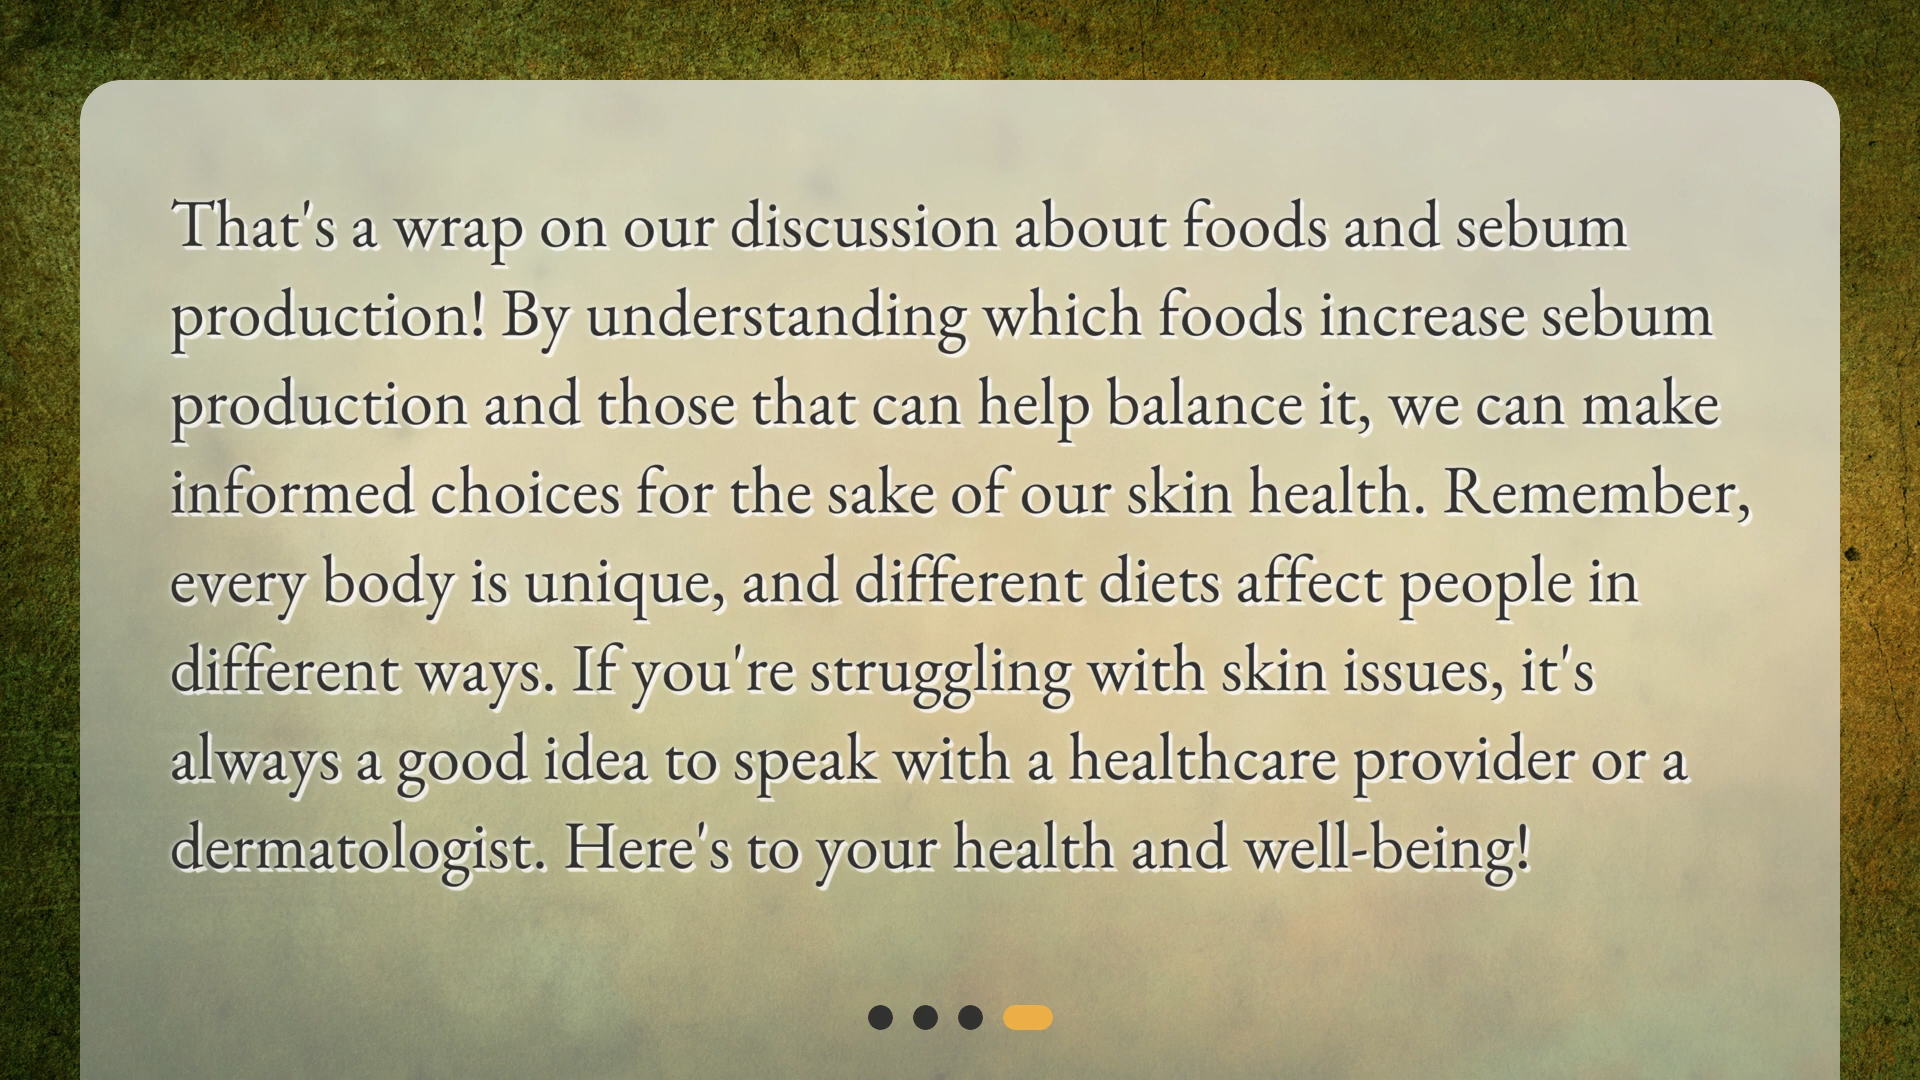 That's a wrap on our discussion about foods and sebum
production! By understanding which foods increase sebum
production and those that can help balance it, we can make
informed choices for the sake of our skin health. Remember,
every body is unique, and different diets affect people in
different ways. If you're struggling with skin issues, it's
always a good idea to speak with a healthcare provider or a
dermatologist. Here's to your health and well-being!